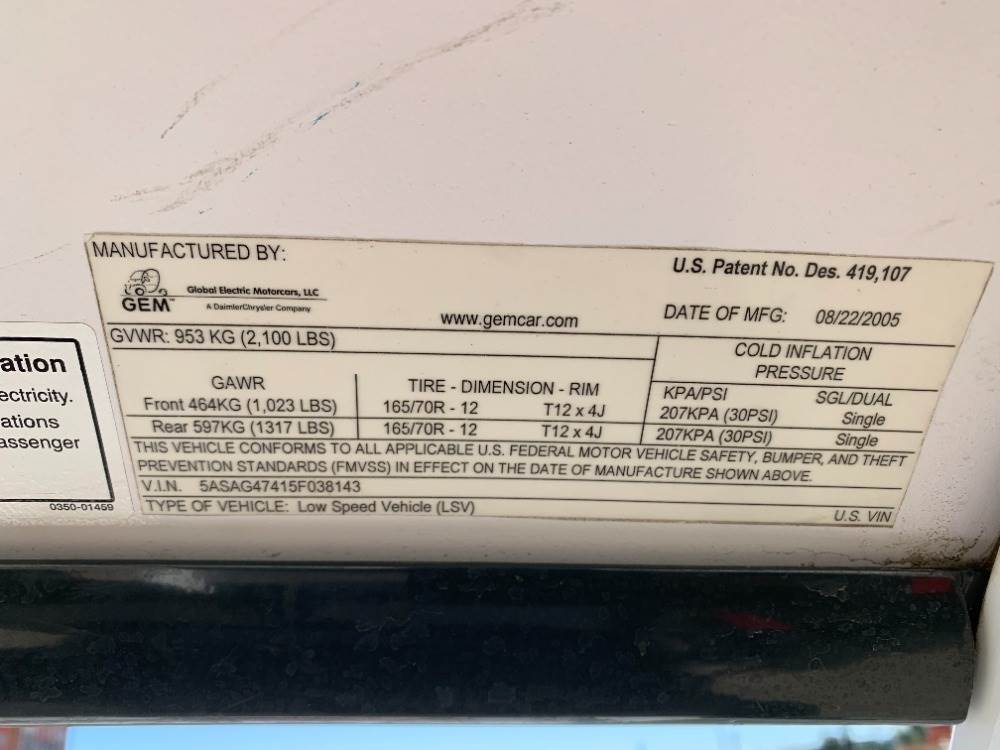 MANUFACTURED BY:
GEM™ Global Electric Motorcars, LLC
A DaimlerChrysler Company
www.gemcar.com
U.S. Patent No. Des. 419,107
DATE OF MFG: 08/22/2005
GVWR: 953 KG (2,100 LBS)
COLD INFLATION
PRESSURE
GAWR TIRE - DIMENSION - RIM KPA/PSI SGL/DUAL
Front 464KG (1,023 LBS) 165/70R - 12 T12 x 4J 207KPA (30PSI) Single
Rear 597KG (1317 LBS) 165/70R - 12 T12 x 4J 207KPA (30PSI) Single
THIS VEHICLE CONFORMS TO ALL APPLICABLE U.S. FEDERAL MOTOR VEHICLE SAFETY, BUMPER, AND THEFT
PREVENTION STANDARDS (FMVSS) IN EFFECT ON THE DATE OF MANUFACTURE SHOWN ABOVE.
V.I.N. 5ASAG47415F038143
TYPE OF VEHICLE: Low Speed Vehicle (LSV) U.S. VIN
ation
ectricity.
ations
assenger
0350-01459